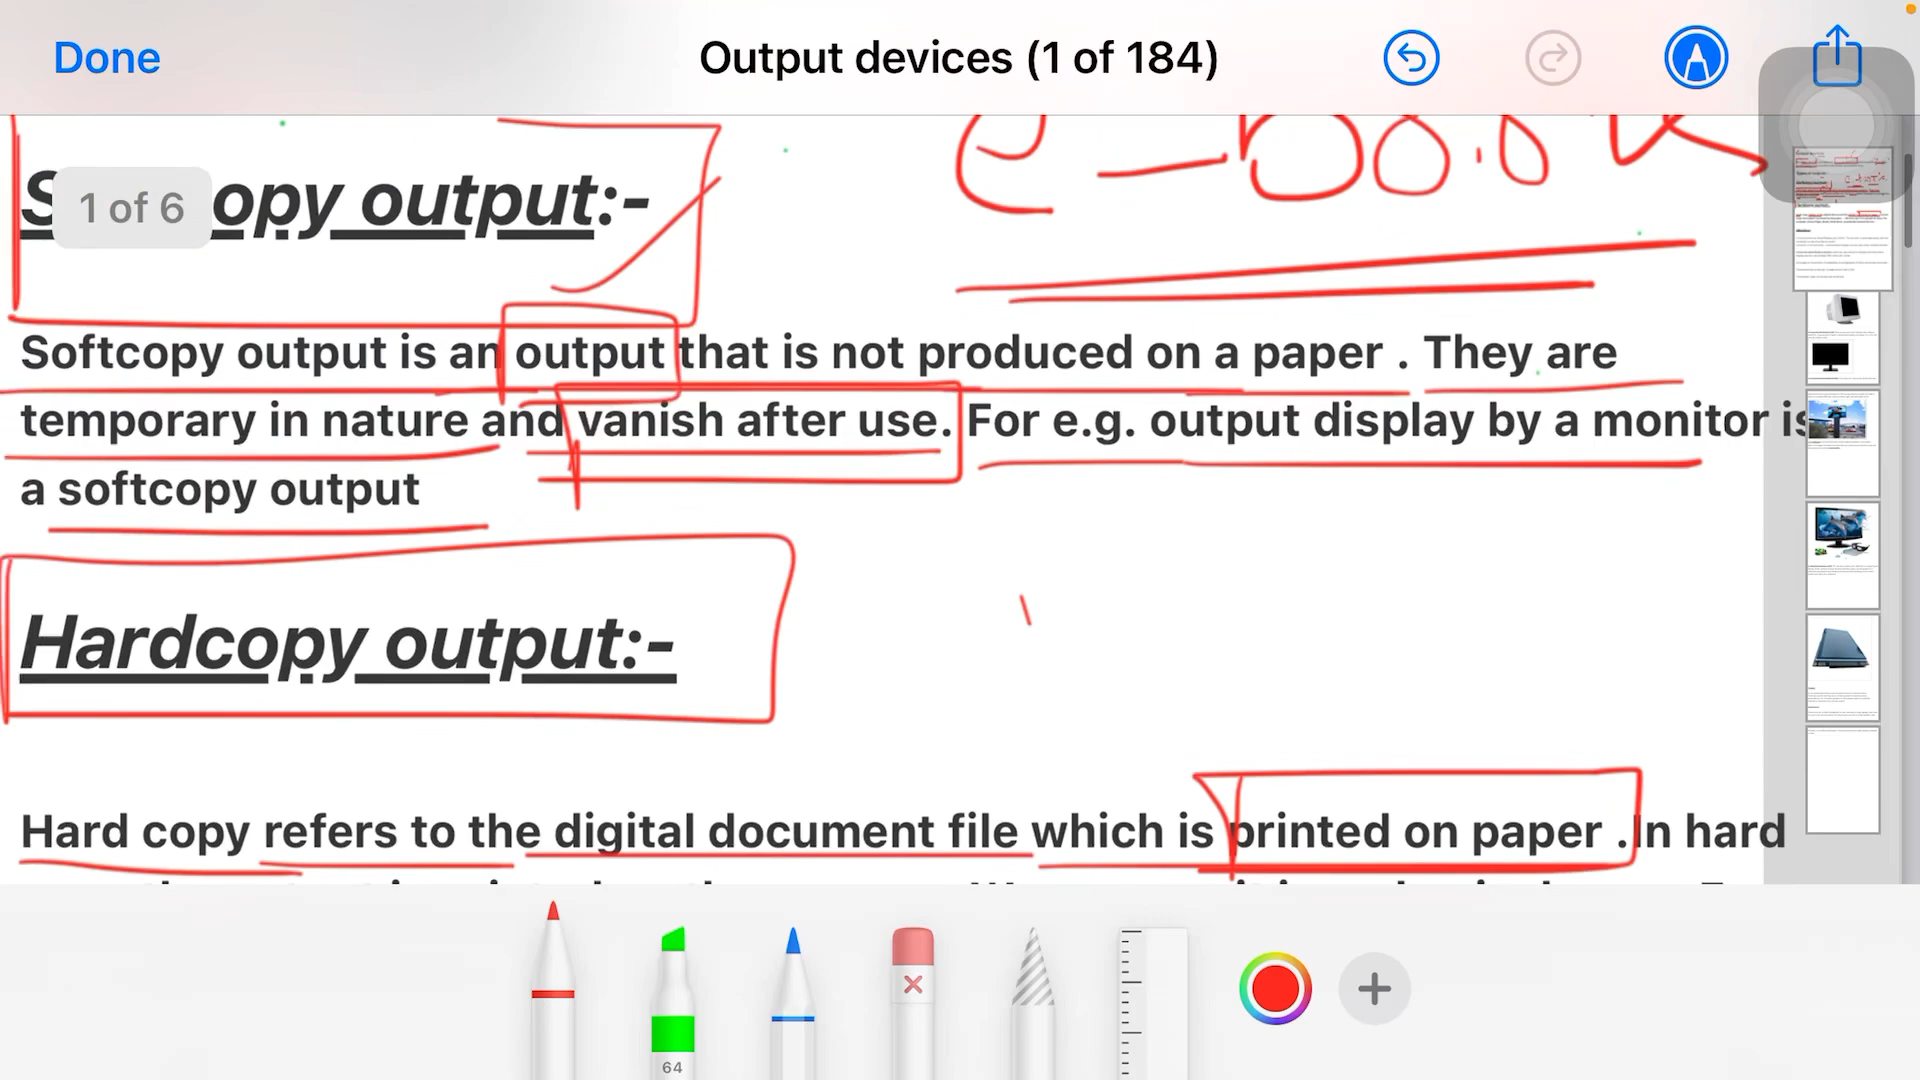 Done
Output devices (1 of 184)
e-book
1 of 6
opy output:-
Softcopy output is an output that is not produced on a paper . They are
temporary in nature and vanish after use. For e.g. output display by a monitor is
a softcopy output
Hardcopy output:-
Hard copy refers to the digital document file which is printed on paper .In hard
64